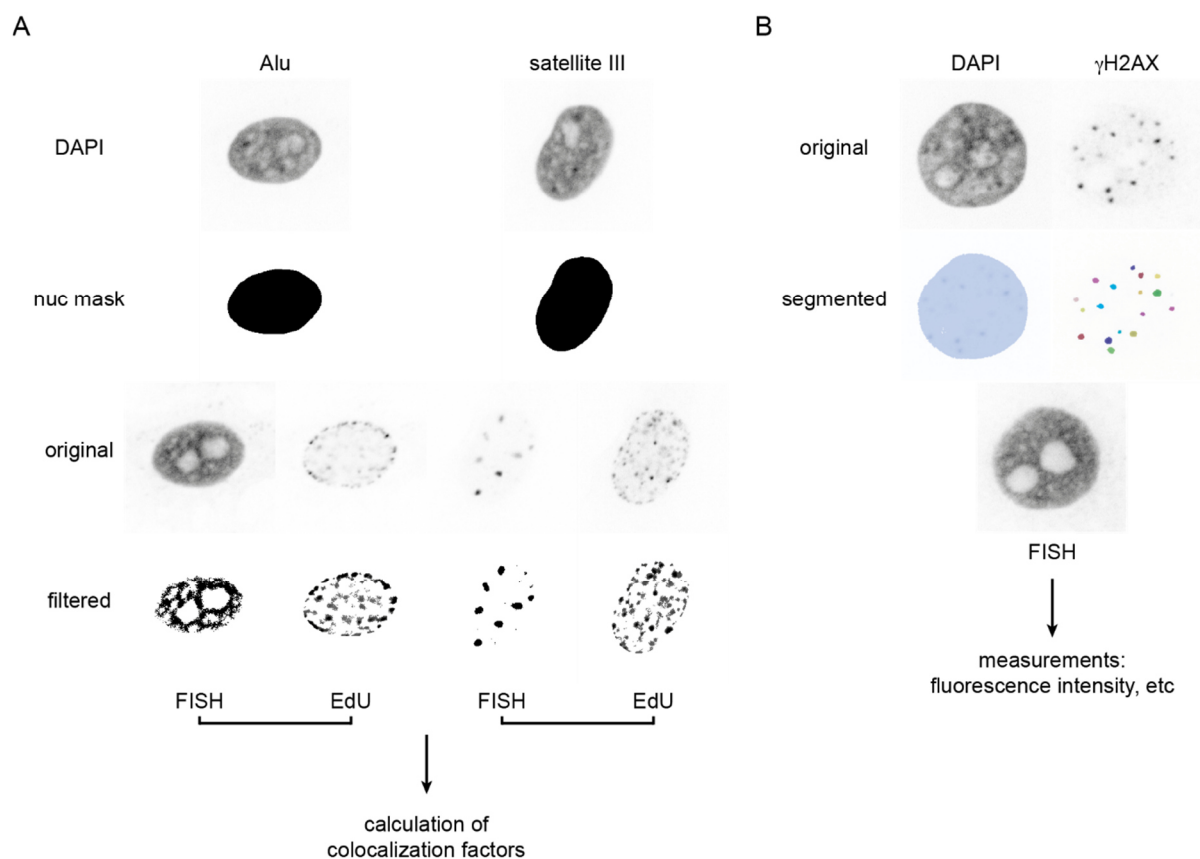 A
Alu
satellite III
DAPI
nuc mask
original
filtered
FISH
EdU
FISH
EdU
calculation of
colocalization factors
B
DAPI
γH2AX
original
segmented
FISH
measurements:
fluorescence intensity, etc